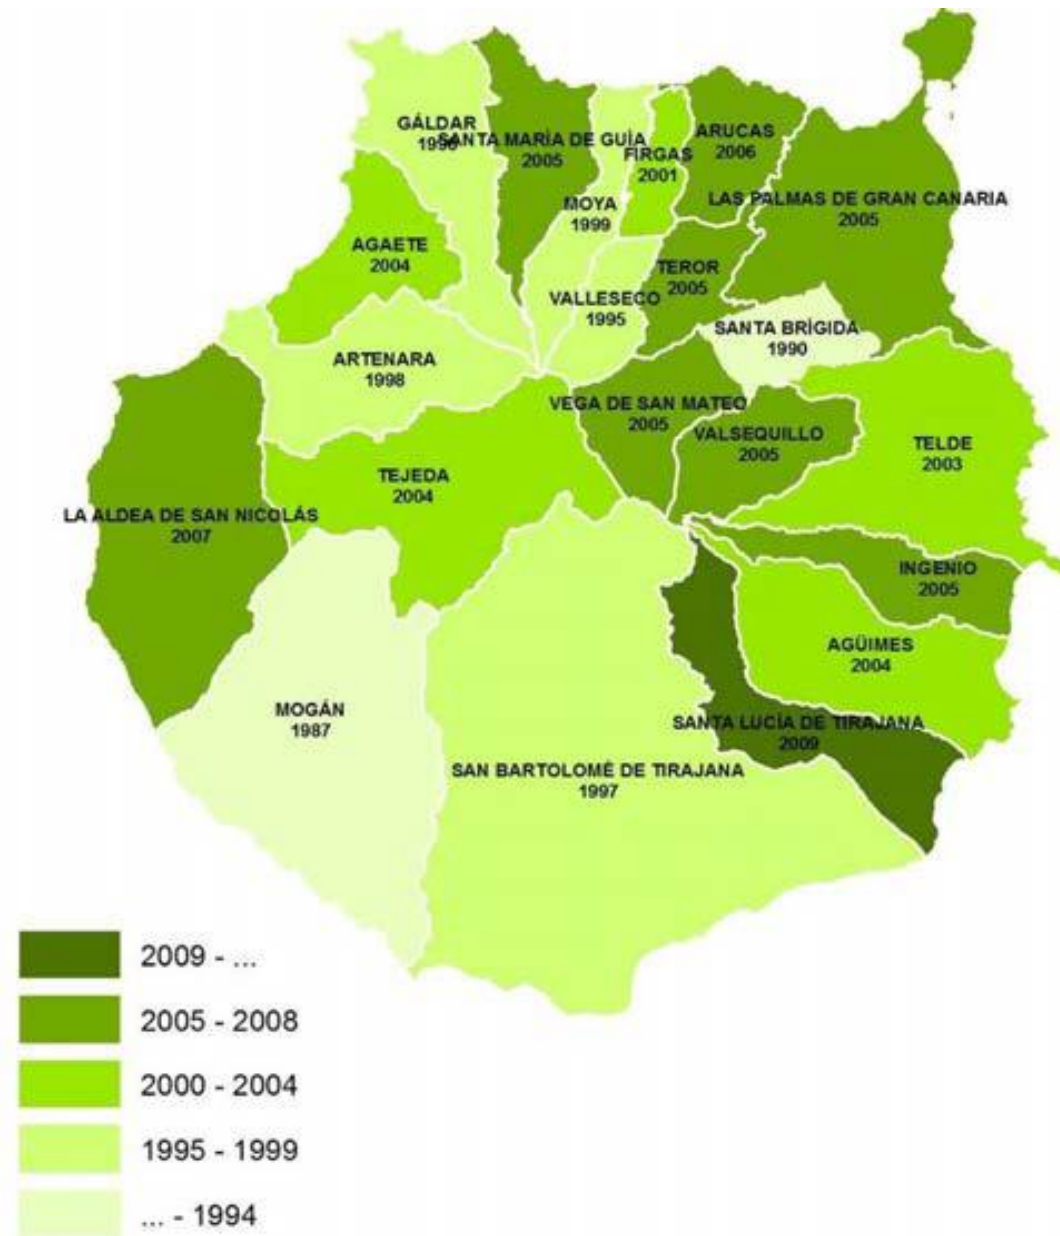 GÁLDAR
SANTA MARÍA DE GUÍA
2005
FIRGAS
2001
ARUCAS
2006
LAS PALMAS DE GRAN CANARIA
2005
MOYA
1999
AGAETE
2004
TEROR
2005
VALLESECO
1995
SANTA BRÍGIDA
1990
ARTENARA
1998
VEGA DE SAN MATEO
2005
VALSEQUILLO
2005
TELDE
2003
TEJEDA
2004
LA ALDEA DE SAN NICOLÁS
2007
INGENIO
2005
AGÜIMES
2004
MOGÁN
1987
SANTA LUCÍA DE TIRAJANA
2009
SAN BARTOLOMÉ DE TIRAJANA
1997
2009 - ...
2005 - 2008
2000 - 2004
1995 - 1999
... - 1994